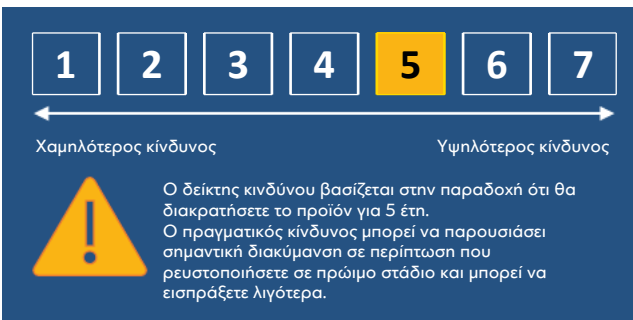 1 2 3 4 5 6 7
Χαμηλότερος κίνδυνος Υψηλότερος κίνδυνος
Ο δείκτης κινδύνου βασίζεται στην παραδοχή ότι θα
διακρατήσετε το προϊόν για 5 έτη.
Ο πραγματικός κίνδυνος μπορεί να παρουσιάσει
σημαντική διακύμανση σε περίπτωση που
ρευστοποιήσετε σε πρώιμο στάδιο και μπορεί να
εισπράξετε λιγότερα.